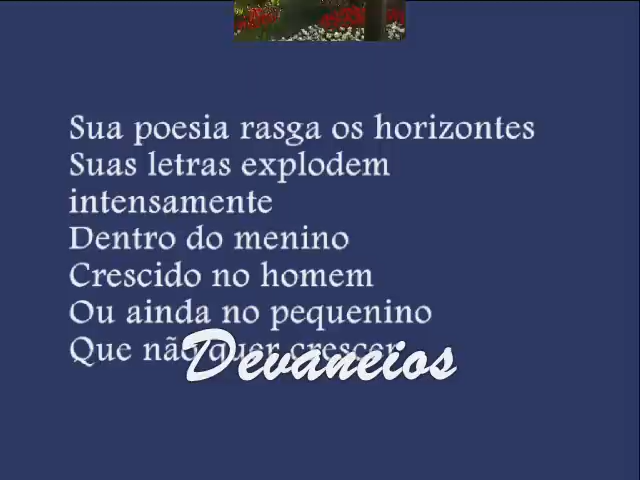 Sua poesia rasga os horizontes
Suas letras explodem
intensamente
Dentro do menino
Crescido no homem
Ou ainda no pequenino
Que não quer crescer
Devaneios